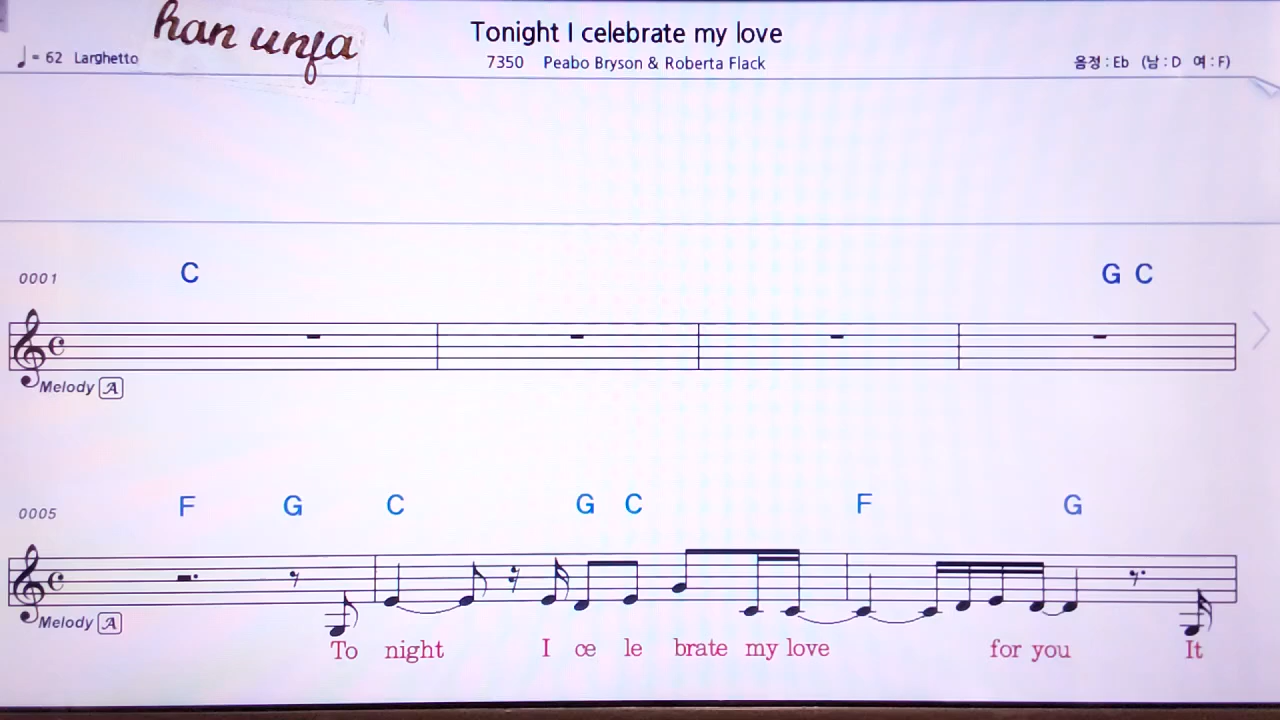 han unja
Tonight I celebrate my love
♩= 62 Larghetto
7350 Peabo Bryson & Roberta Flack
음정 : Eb (남 : D 여 : F)
0001 C G C
Melody A
0005 F G C G C F G
Melody A
To night I ce le brate my love for you It